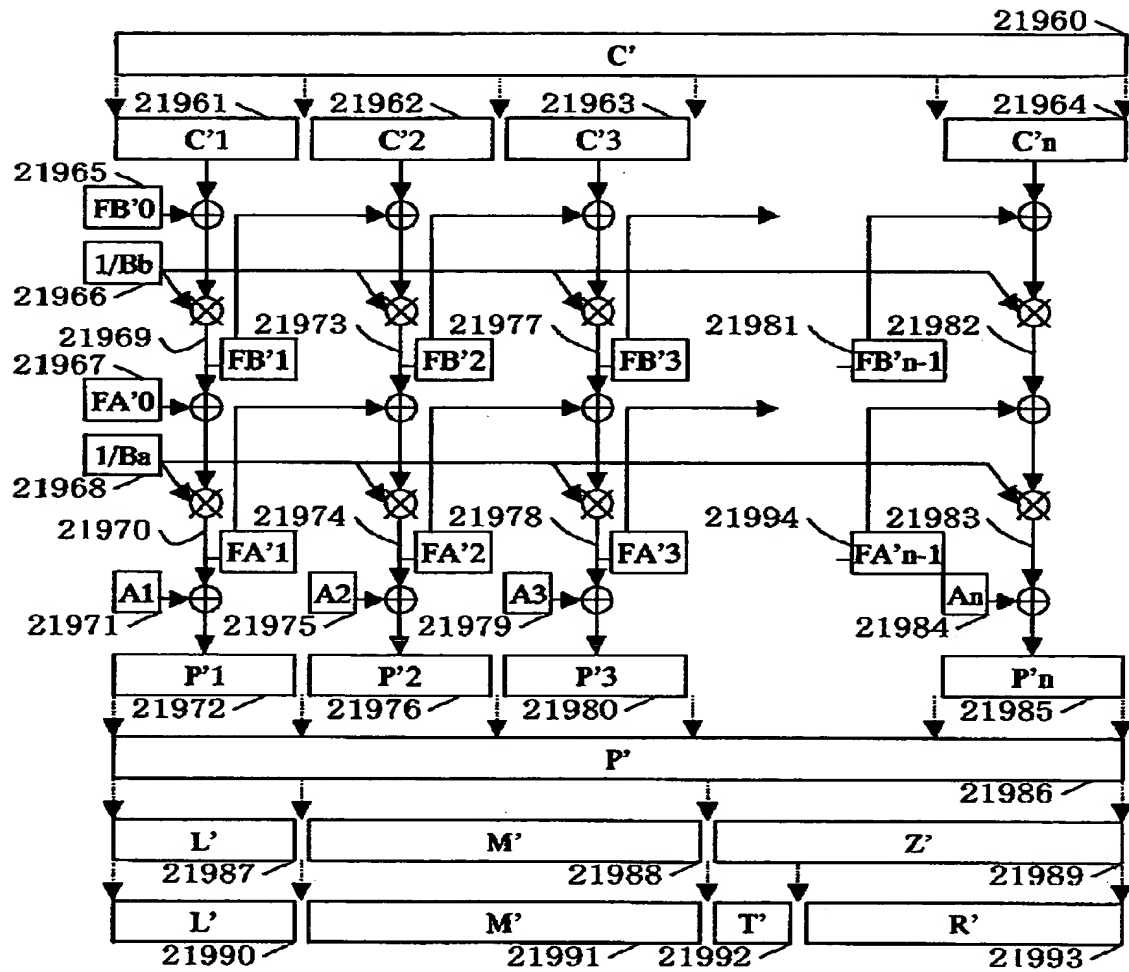 21960
C'
21961 21962 21963 21964
C'1 C'2 C'3 C'n
21965
FB'0
1/Bb
21966
21969 21973 21977 21981 21982
FB'1 FB'2 FB'3 FB'n-1
21967
FA'0
1/Ba
21968
21970 21974 21978 21994 21983
FA'1 FA'2 FA'3 FA'n-1
A1 A2 A3 An
21971 21975 21979 21984
P'1 P'2 P'3 P'n
21972 21976 21980 21985
P'
21986
L' M' Z'
21987 21988 21989
L' M' T' R'
21990 21991 21992 21993